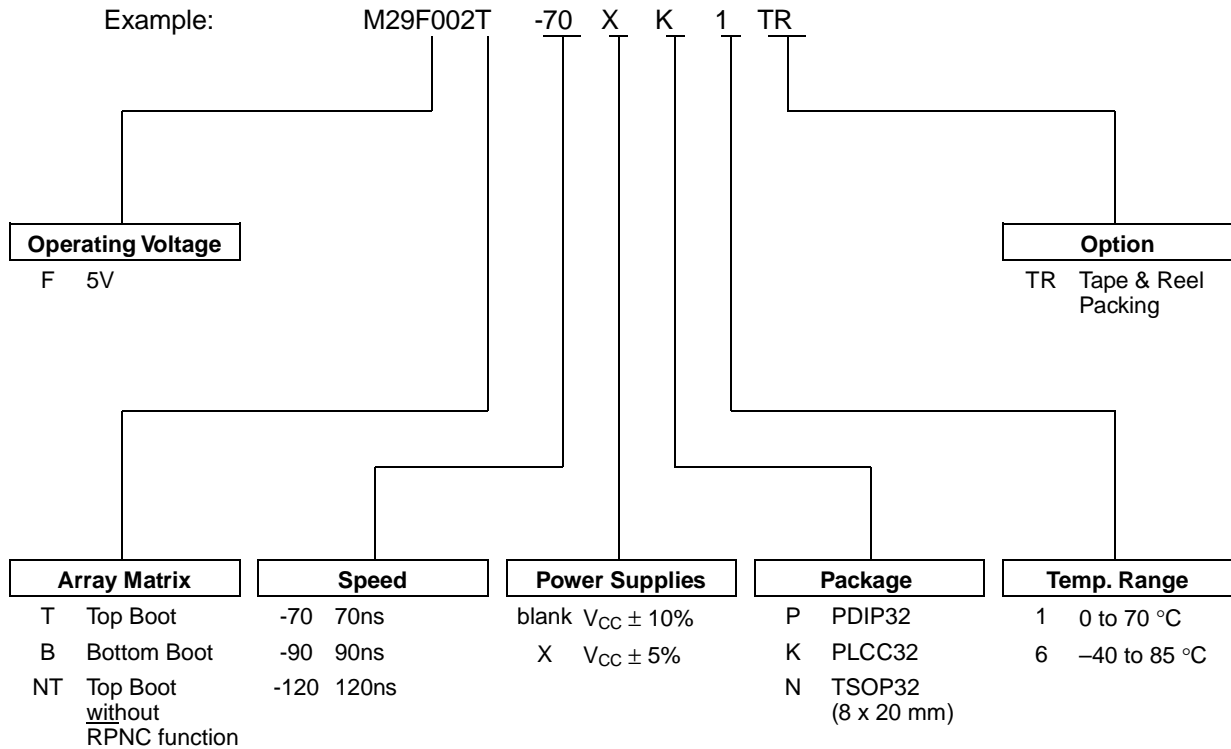 Example: M29F002T -70 X K 1 TR
Operating Voltage
F 5V
Option
TR Tape & Reel
Packing
Array Matrix
T Top Boot
B Bottom Boot
NT Top Boot
without
RPNC function
Speed
-70 70ns
-90 90ns
-120 120ns
Power Supplies
blank VCC ± 10%
X VCC ± 5%
Package
P PDIP32
K PLCC32
N TSOP32
(8 x 20 mm)
Temp. Range
1 0 to 70 °C
6 –40 to 85 °C